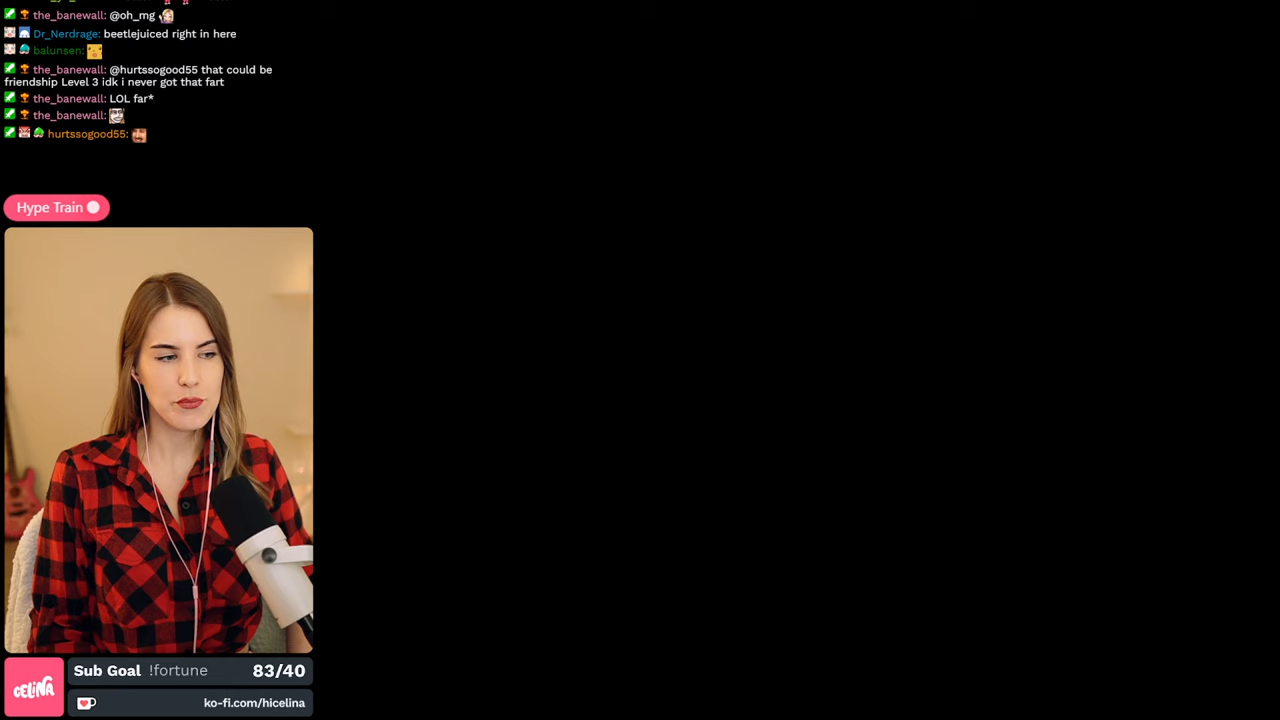 the_banewall: @oh_mg
Dr_Nerdrage: beetlejuiced right in here
balunsen:
the_banewall: @hurtssogood55 that could be
friendship Level 3 idk i never got that fart
the_banewall: LOL far*
the_banewall:
hurtssogood55:
Hype Train
CELINA
Sub Goal !fortune 83/40
ko-fi.com/hicelina